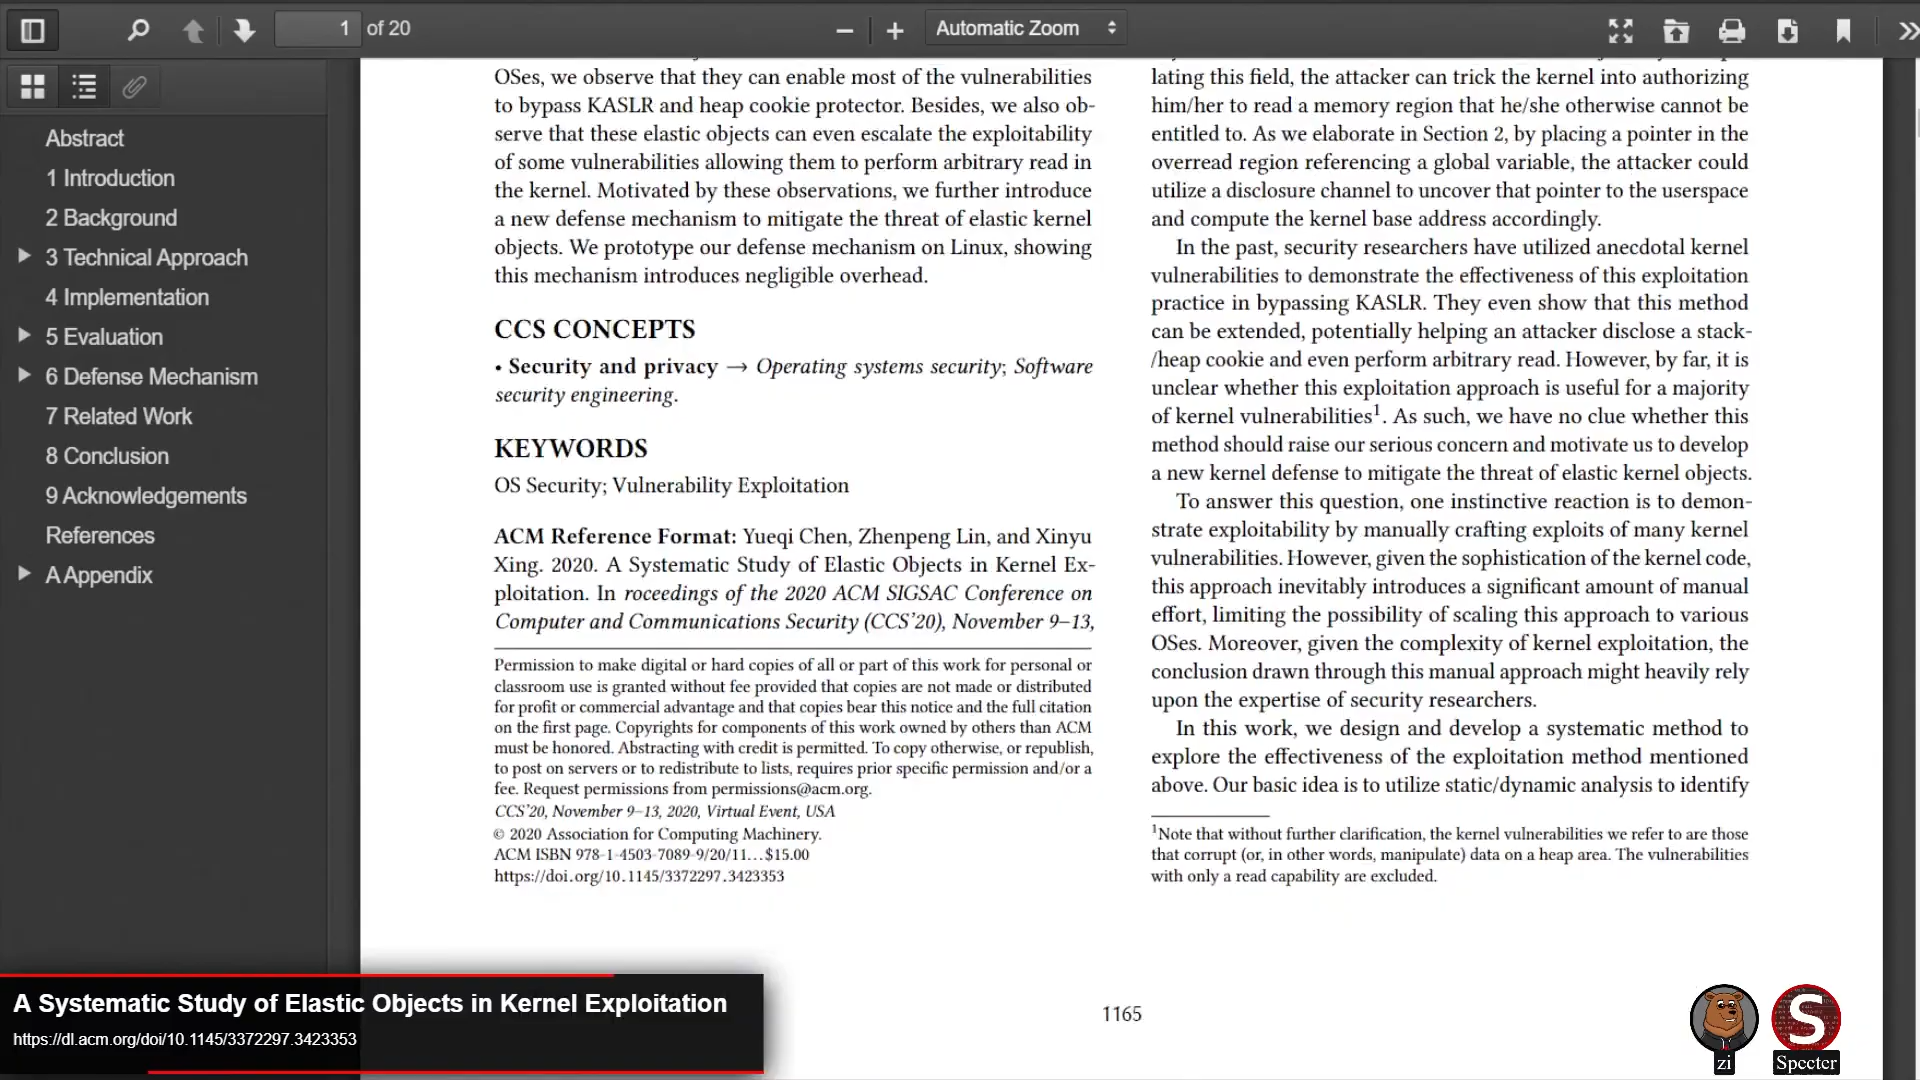 1 of 20
Automatic Zoom
Abstract
1 Introduction
2 Background
3 Technical Approach
4 Implementation
5 Evaluation
6 Defense Mechanism
7 Related Work
8 Conclusion
9 Acknowledgements
References
A Appendix
OSes, we observe that they can enable most of the vulnerabilities
to bypass KASLR and heap cookie protector. Besides, we also ob-
serve that these elastic objects can even escalate the exploitability
of some vulnerabilities allowing them to perform arbitrary read in
the kernel. Motivated by these observations, we further introduce
a new defense mechanism to mitigate the threat of elastic kernel
objects. We prototype our defense mechanism on Linux, showing
this mechanism introduces negligible overhead.
CCS CONCEPTS
• Security and privacy → Operating systems security; Software
security engineering.
KEYWORDS
OS Security; Vulnerability Exploitation
ACM Reference Format: Yueqi Chen, Zhenpeng Lin, and Xinyu
Xing. 2020. A Systematic Study of Elastic Objects in Kernel Ex-
ploitation. In roceedings of the 2020 ACM SIGSAC Conference on
Computer and Communications Security (CCS'20), November 9–13,
Permission to make digital or hard copies of all or part of this work for personal or
classroom use is granted without fee provided that copies are not made or distributed
for profit or commercial advantage and that copies bear this notice and the full citation
on the first page. Copyrights for components of this work owned by others than ACM
must be honored. Abstracting with credit is permitted. To copy otherwise, or republish,
to post on servers or to redistribute to lists, requires prior specific permission and/or a
fee. Request permissions from permissions@acm.org.
CCS'20, November 9–13, 2020, Virtual Event, USA
© 2020 Association for Computing Machinery.
ACM ISBN 978-1-4503-7089-9/20/11...$15.00
https://doi.org/10.1145/3372297.3423353
lating this field, the attacker can trick the kernel into authorizing
him/her to read a memory region that he/she otherwise cannot be
entitled to. As we elaborate in Section 2, by placing a pointer in the
overread region referencing a global variable, the attacker could
utilize a disclosure channel to uncover that pointer to the userspace
and compute the kernel base address accordingly.
In the past, security researchers have utilized anecdotal kernel
vulnerabilities to demonstrate the effectiveness of this exploitation
practice in bypassing KASLR. They even show that this method
can be extended, potentially helping an attacker disclose a stack-
/heap cookie and even perform arbitrary read. However, by far, it is
unclear whether this exploitation approach is useful for a majority
of kernel vulnerabilities1. As such, we have no clue whether this
method should raise our serious concern and motivate us to develop
a new kernel defense to mitigate the threat of elastic kernel objects.
To answer this question, one instinctive reaction is to demon-
strate exploitability by manually crafting exploits of many kernel
vulnerabilities. However, given the sophistication of the kernel code,
this approach inevitably introduces a significant amount of manual
effort, limiting the possibility of scaling this approach to various
OSes. Moreover, given the complexity of kernel exploitation, the
conclusion drawn through this manual approach might heavily rely
upon the expertise of security researchers.
In this work, we design and develop a systematic method to
explore the effectiveness of the exploitation method mentioned
above. Our basic idea is to utilize static/dynamic analysis to identify
1Note that without further clarification, the kernel vulnerabilities we refer to are those
that corrupt (or, in other words, manipulate) data on a heap area. The vulnerabilities
with only a read capability are excluded.
1165
A Systematic Study of Elastic Objects in Kernel Exploitation
https://dl.acm.org/doi/10.1145/3372297.3423353
zi
S
Specter